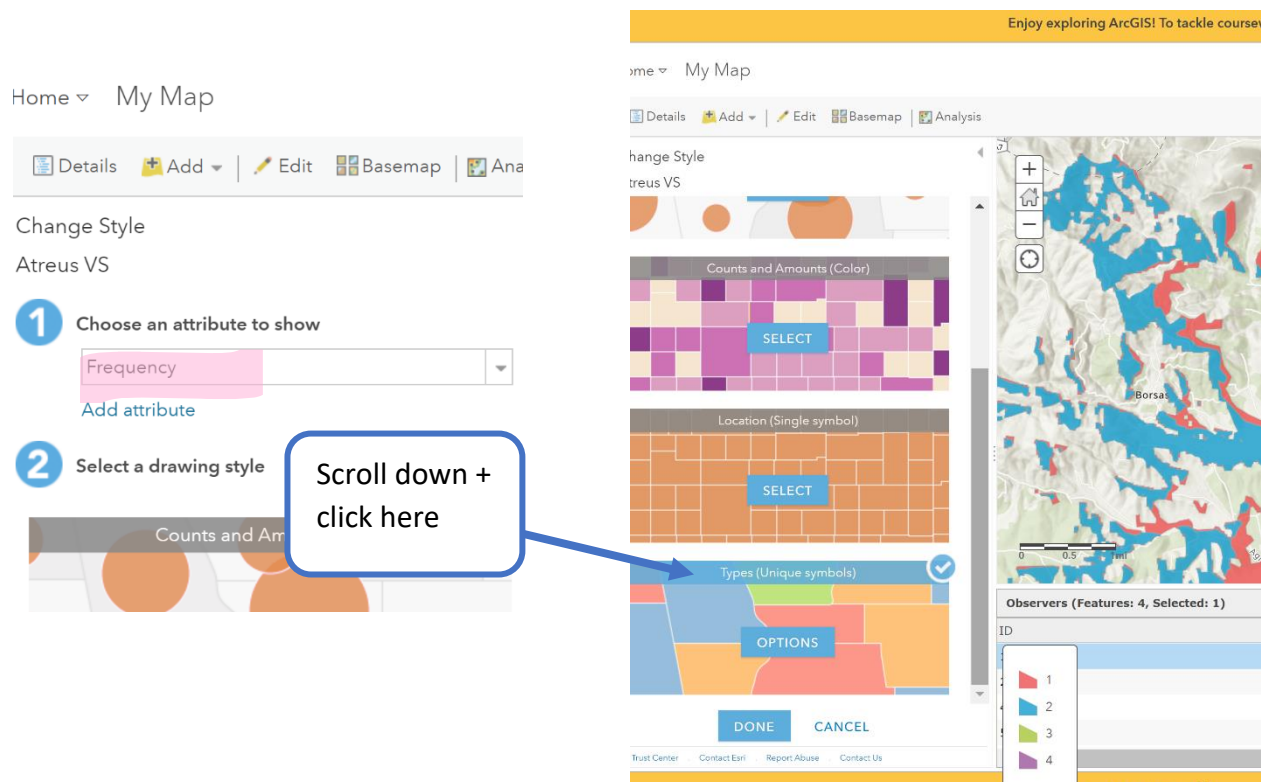 Home My Map
Details Add Edit Basemap Ana
Change Style
Atreus VS
1 Choose an attribute to show
Frequency
Add attribute
2 Select a drawing style
Counts and Am
Scroll down +
click here
Enjoy exploring ArcGIS! To tackle coursew
ome My Map
Details Add Edit Basemap Analysis
hange Style
treus VS
Counts and Amounts (Color)
SELECT
Location (Single symbol)
SELECT
Types (Unique symbols)
OPTIONS
DONE CANCEL
Trust Center Contact Esri Report Abuse Contact Us
+
−
Borsas
0 0.5 1mi
Observers (Features: 4, Selected: 1)
ID
1
2
3
4